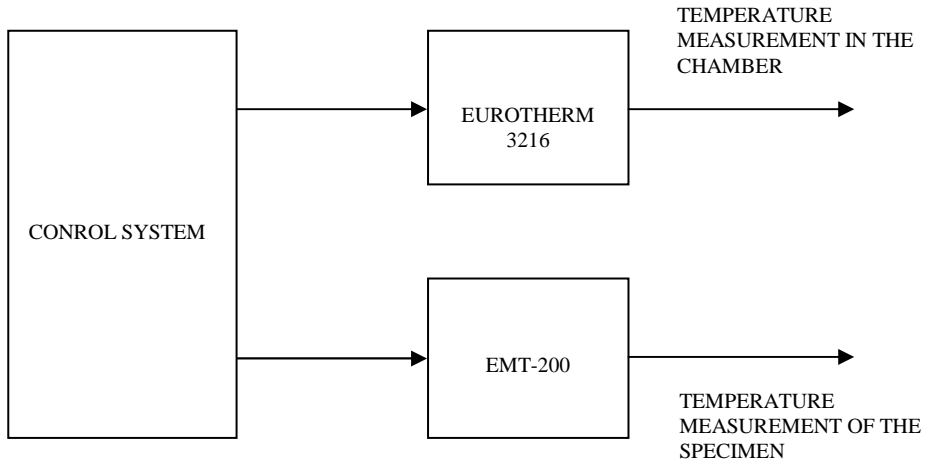 TEMPERATURE
MEASUREMENT IN THE
CHAMBER
EUROTHERM
3216
CONROL SYSTEM
EMT-200
TEMPERATURE
MEASUREMENT OF THE
SPECIMEN